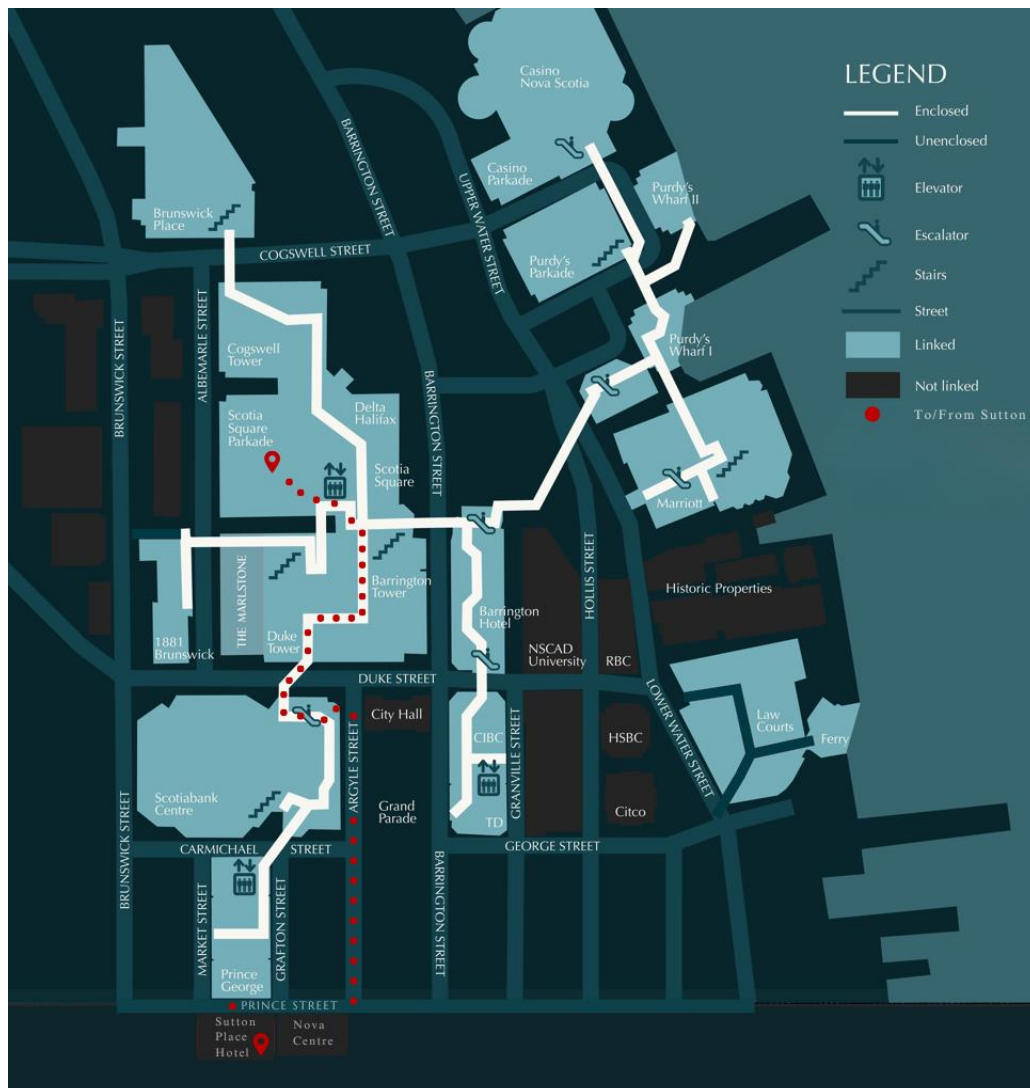 Casino
Nova Scotia
LEGEND
Enclosed
Unenclosed
Elevator
Escalator
Stairs
Street
Linked
Not linked
To/From Sutton
BARRINGTON STREET
UPPER WATER STREET
Casino
Parkade
Purdy's
Wharf II
Brunswick
Place
COGSWELL STREET
Purdy's
Parkade
BRUNSWICK STREET
ALBEMARLE STREET
Cogswell
Tower
Purdy's
Wharf I
BARRINGTON STREET
Scotia
Square
Parkade
Delta
Halifax
Scotia
Square
Marriott
HOLLIS STREET
Historic Properties
THE MARLSTONE
Barrington
Tower
Barrington
Hotel
1881
Brunswick
Duke
Tower
NSCAD
University
RBC
DUKE STREET
LOWER WATER STREET
City Hall
ARGYLE STREET
CIBC
GRANVILLE STREET
HSBC
Law
Courts
Ferry
Scotiabank
Centre
Grand
Parade
TD
Citco
BRUNSWICK STREET
CARMICHAEL STREET
GEORGE STREET
BARRINGTON STREET
MARKET STREET
GRAFTON STREET
Prince
George
PRINCE STREET
Sutton
Place
Hotel
Nova
Centre